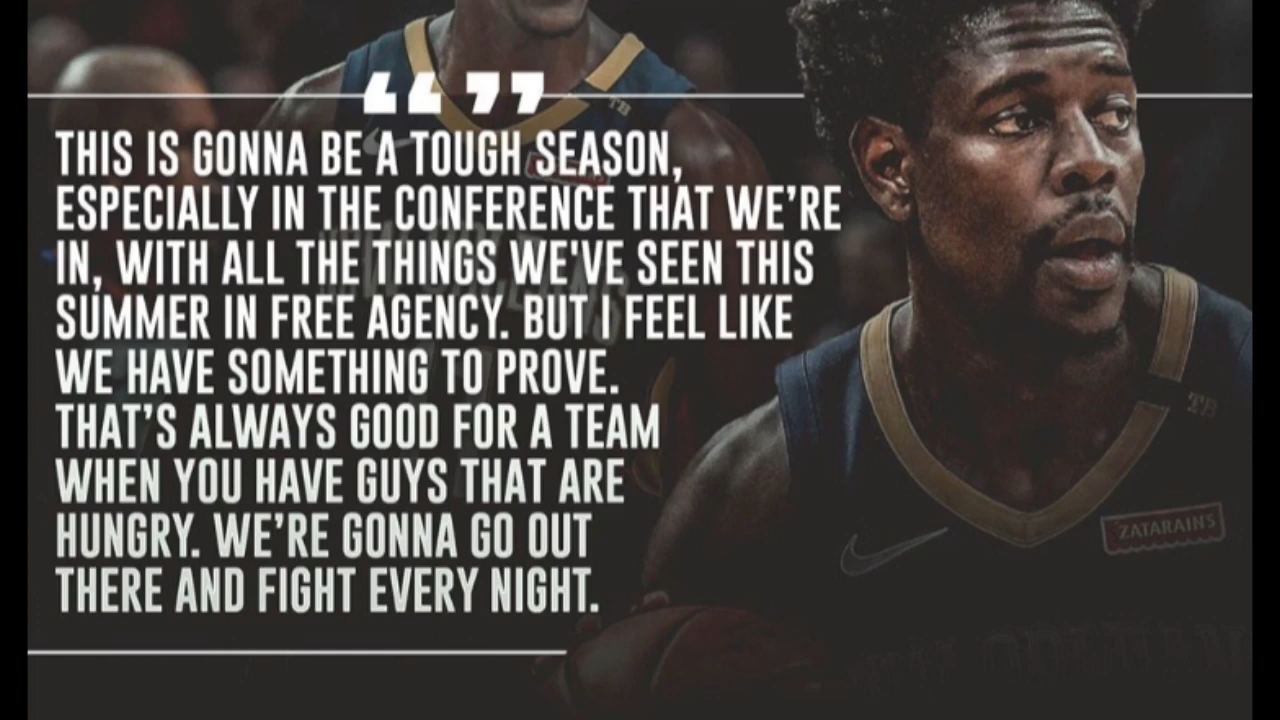 “ ”
THIS IS GONNA BE A TOUGH SEASON,
ESPECIALLY IN THE CONFERENCE THAT WE’RE
IN, WITH ALL THE THINGS WE'VE SEEN THIS
SUMMER IN FREE AGENCY. BUT I FEEL LIKE
WE HAVE SOMETHING TO PROVE.
THAT’S ALWAYS GOOD FOR A TEAM
WHEN YOU HAVE GUYS THAT ARE
HUNGRY. WE’RE GONNA GO OUT
THERE AND FIGHT EVERY NIGHT.
TB
TB
ZATARAIN'S